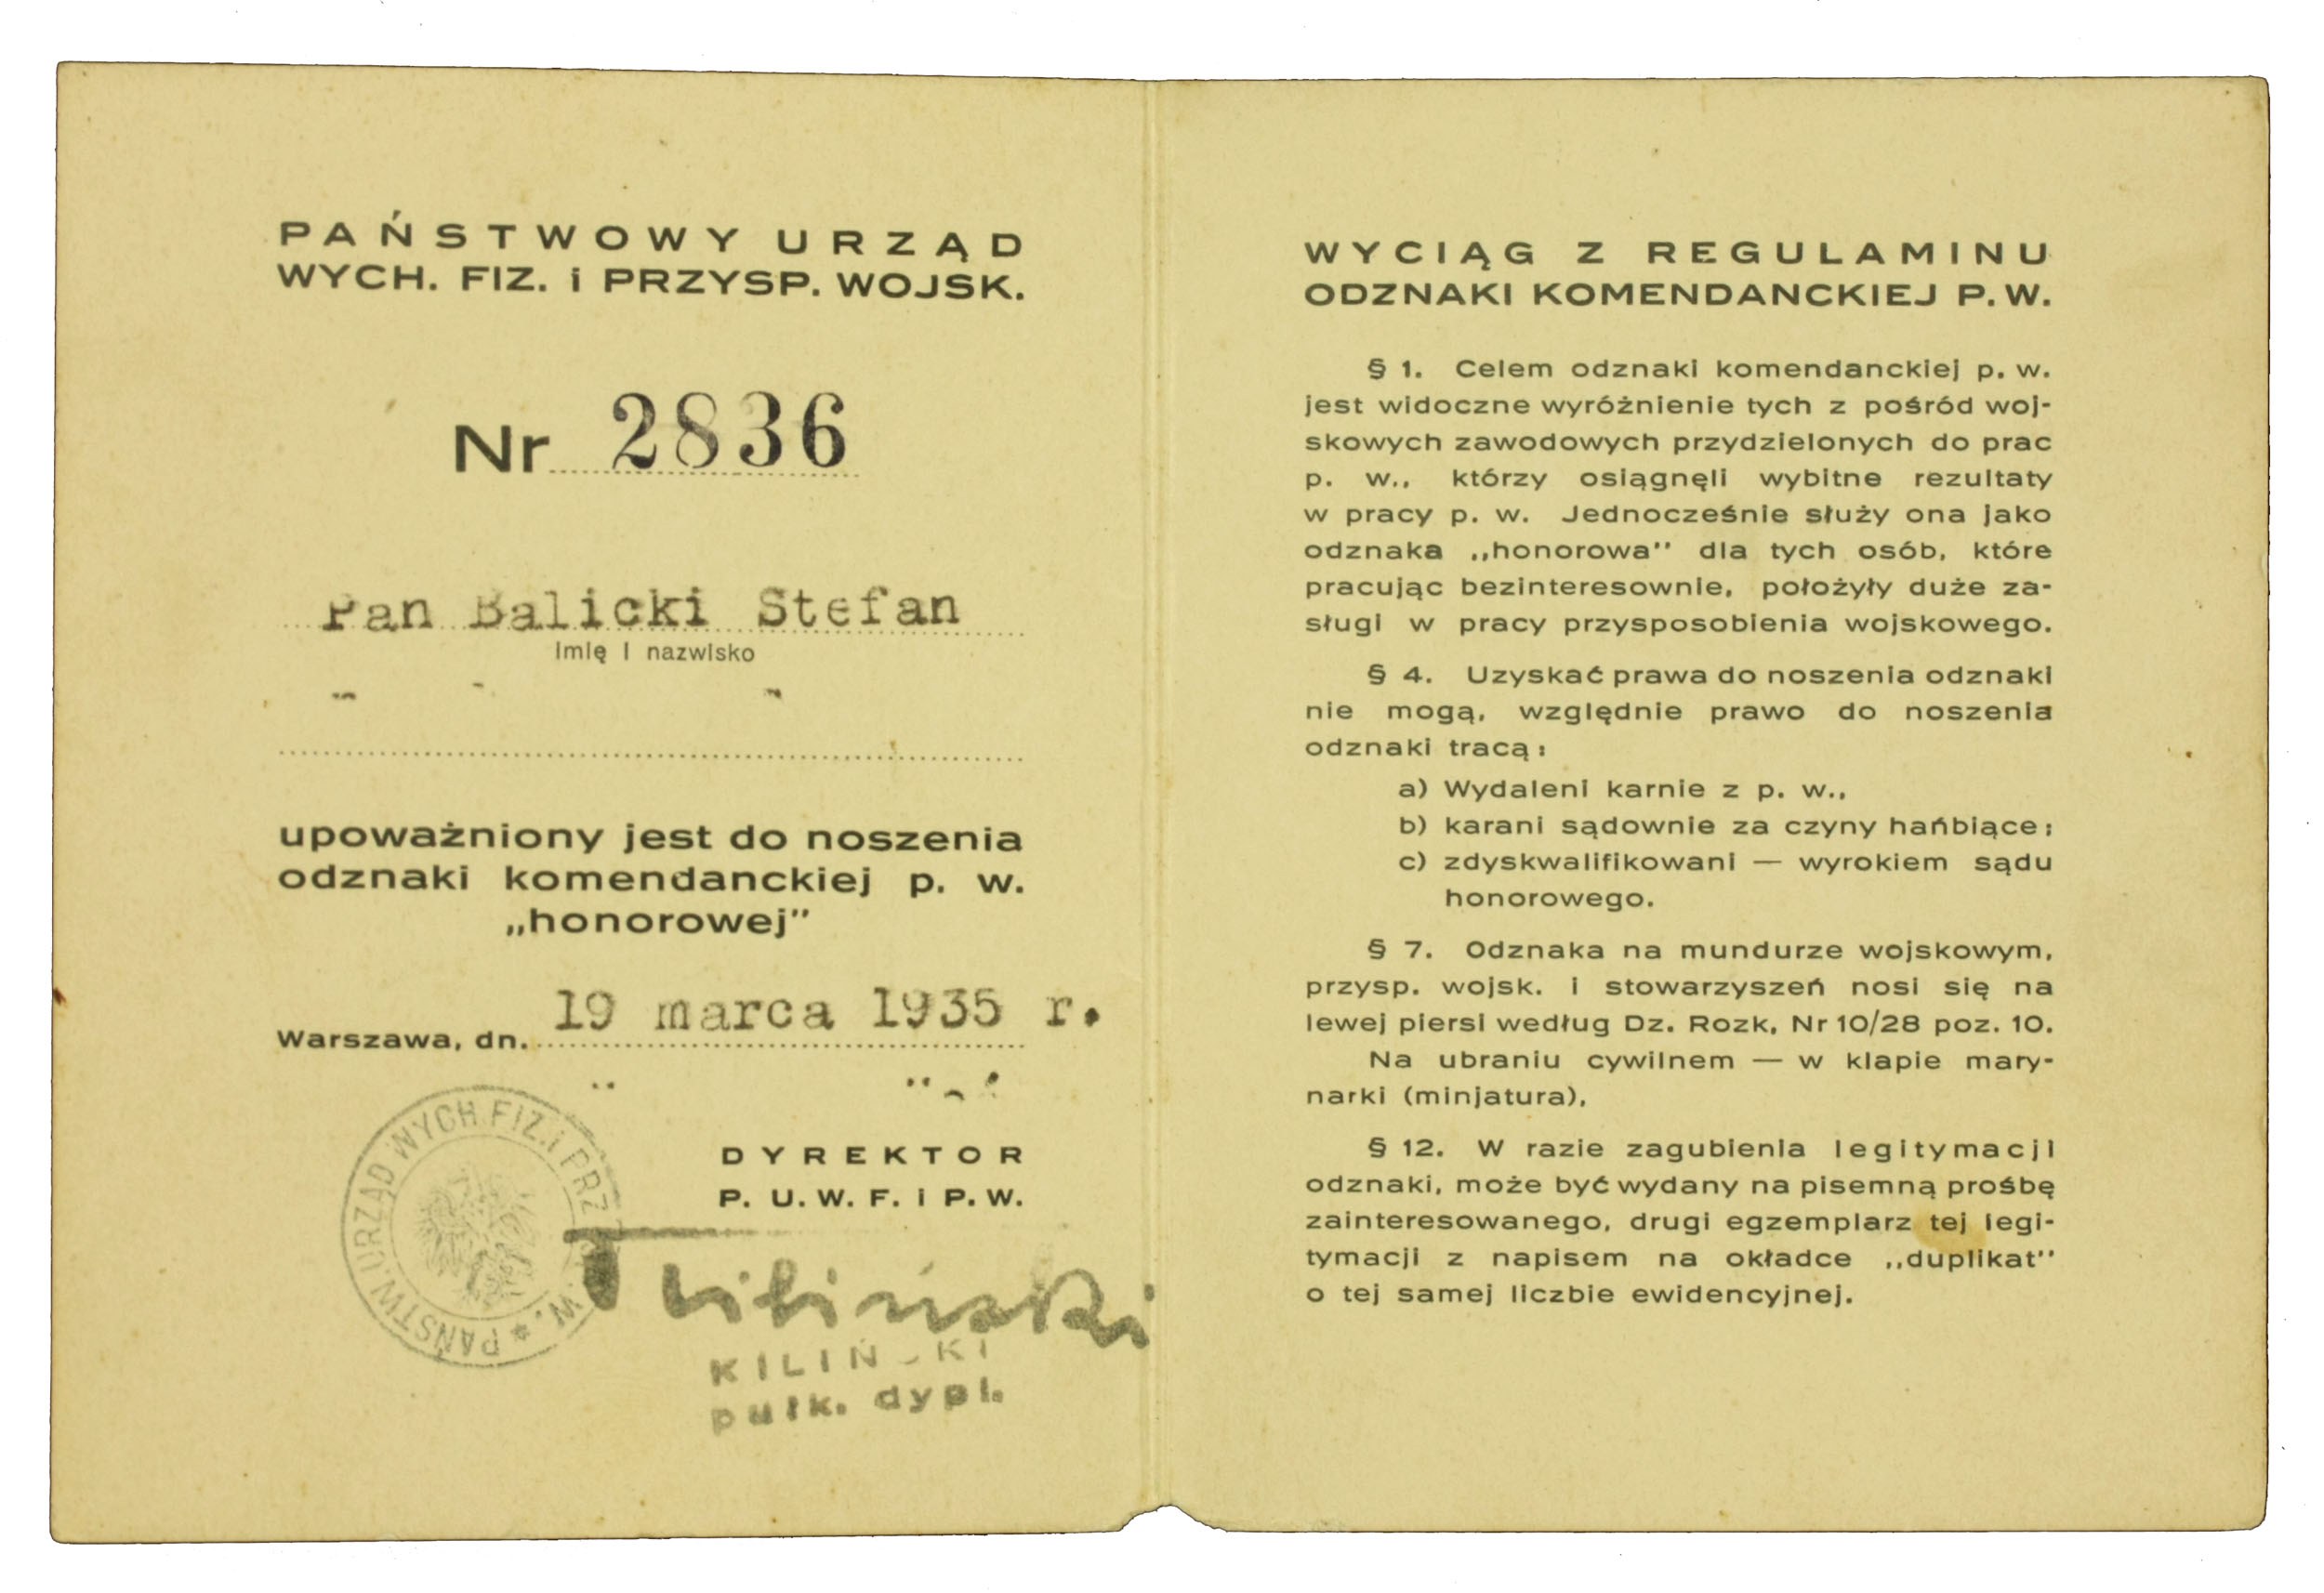 PAŃSTWOWY URZĄD
WYCH. FIZ. i PRZYSP. WOJSK.
Nr 2836
Pan Balicki Stefan
Imię i nazwisko
upoważniony jest do noszenia
odznaki komendanckiej p. w.
„honorowej"
19 marca 1935 r.
Warszawa, dn.
PAŃSTW. URZĄD WYCH. FIZ. i PRZ W. *
DYREKTOR
P. U. W. F. i P. W.
Kiliński
KILIŃSKI
pułk. dypl.
WYCIĄG Z REGULAMINU
ODZNAKI KOMENDANCKIEJ P. W.
§ 1. Celem odznaki komendanckiej p. w.
jest widoczne wyróżnienie tych z pośród woj-
skowych zawodowych przydzielonych do prac
p. w., którzy osiągnęli wybitne rezultaty
w pracy p. w. Jednocześnie służy ona jako
odznaka „honorowa" dla tych osób, które
pracując bezinteresownie, położyły duże za-
sługi w pracy przysposobienia wojskowego.
§ 4. Uzyskać prawa do noszenia odznaki
nie mogą, względnie prawo do noszenia
odznaki tracą:
a) Wydaleni karnie z p. w.,
b) karani sądownie za czyny hańbiące;
c) zdyskwalifikowani — wyrokiem sądu
honorowego.
§ 7. Odznaka na mundurze wojskowym,
przysp. wojsk. i stowarzyszeń nosi się na
lewej piersi według Dz. Rozk, Nr 10/28 poz. 10.
Na ubraniu cywilnem — w klapie mary-
narki (minjatura),
§ 12. W razie zagubienia legitymacji
odznaki, może być wydany na pisemną prośbę
zainteresowanego, drugi egzemplarz tej legi-
tymacji z napisem na okładce „duplikat"
o tej samej liczbie ewidencyjnej.